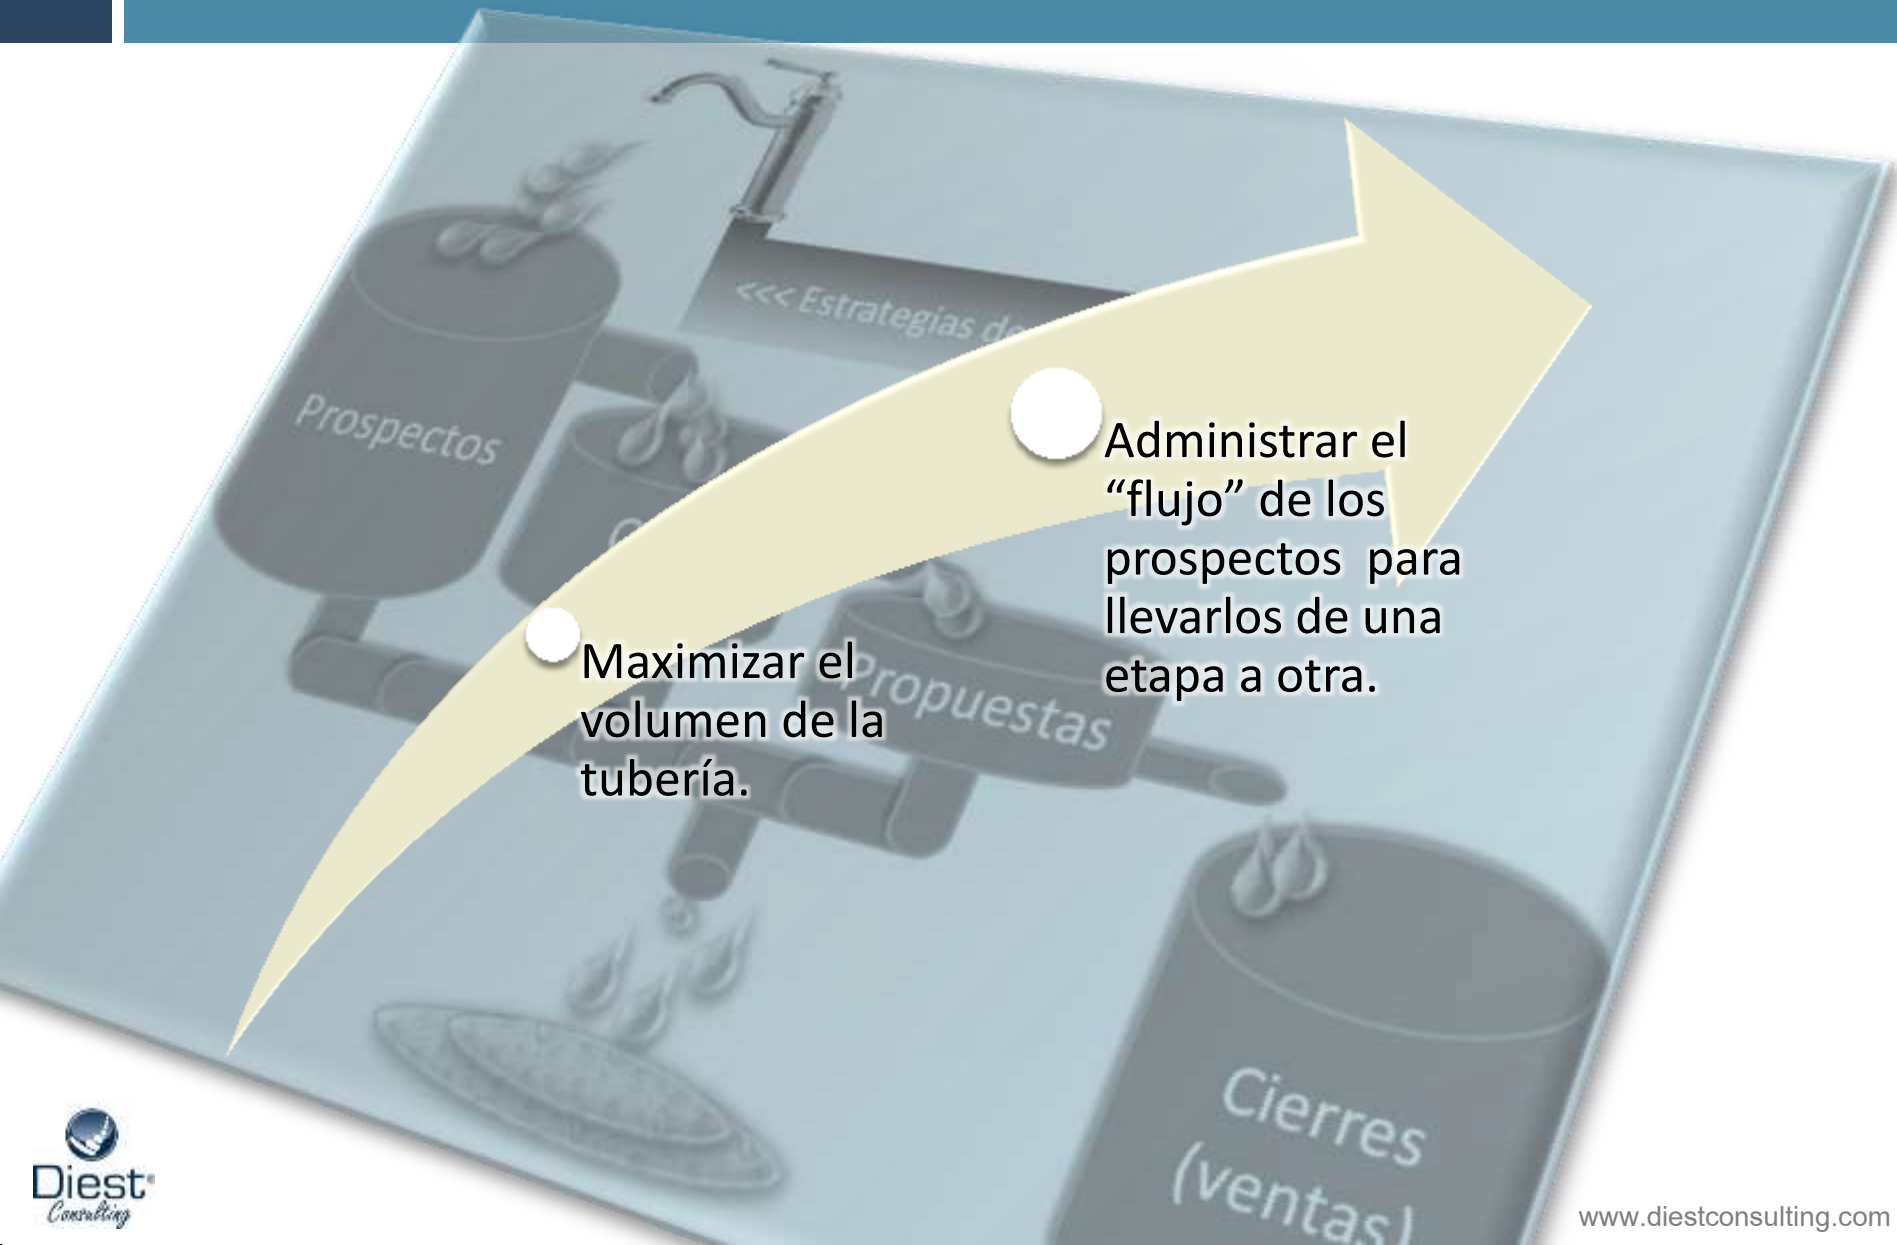 <<< Estrategias de
Prospectos
Administrar el
“flujo” de los
prospectos para
llevarlos de una
etapa a otra.
Maximizar el
volumen de la
tubería.
Propuestas
Cierres
(ventas)
Diest
Consulting
www.diestconsulting.com